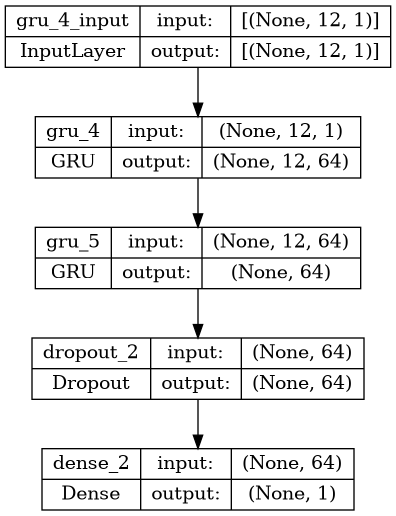 gru_4_input input: [(None, 12, 1)]
InputLayer output: [(None, 12, 1)]
gru_4 input: (None, 12, 1)
GRU output: (None, 12, 64)
gru_5 input: (None, 12, 64)
GRU output: (None, 64)
dropout_2 input: (None, 64)
Dropout output: (None, 64)
dense_2 input: (None, 64)
Dense output: (None, 1)